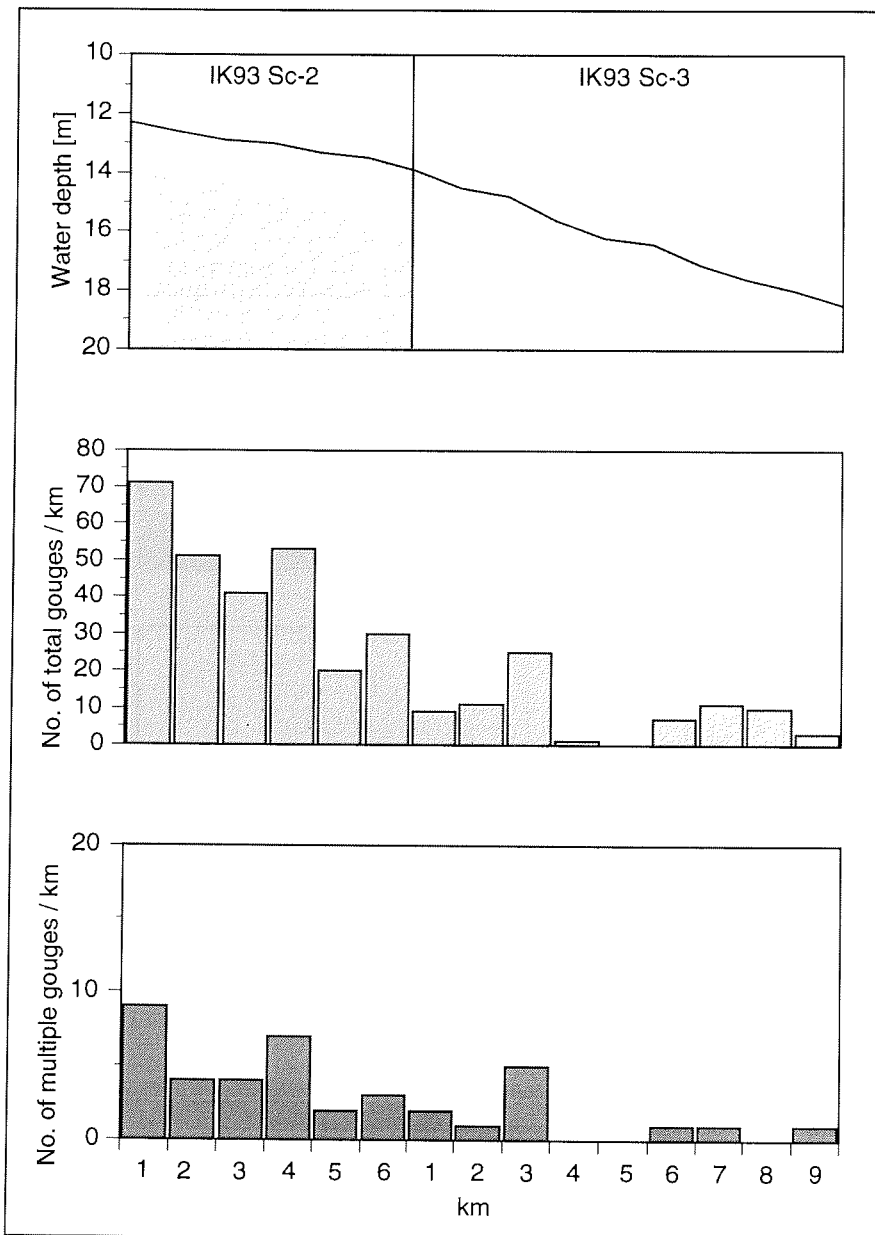 IK93 Sc-2
IK93 Sc-3
Water depth [m]
10
12
14
16
18
20
No. of total gouges / km
80
70
60
50
40
30
20
10
0
No. of multiple gouges / km
20
10
0
1 2 3 4 5 6 1 2 3 4 5 6 7 8 9
km